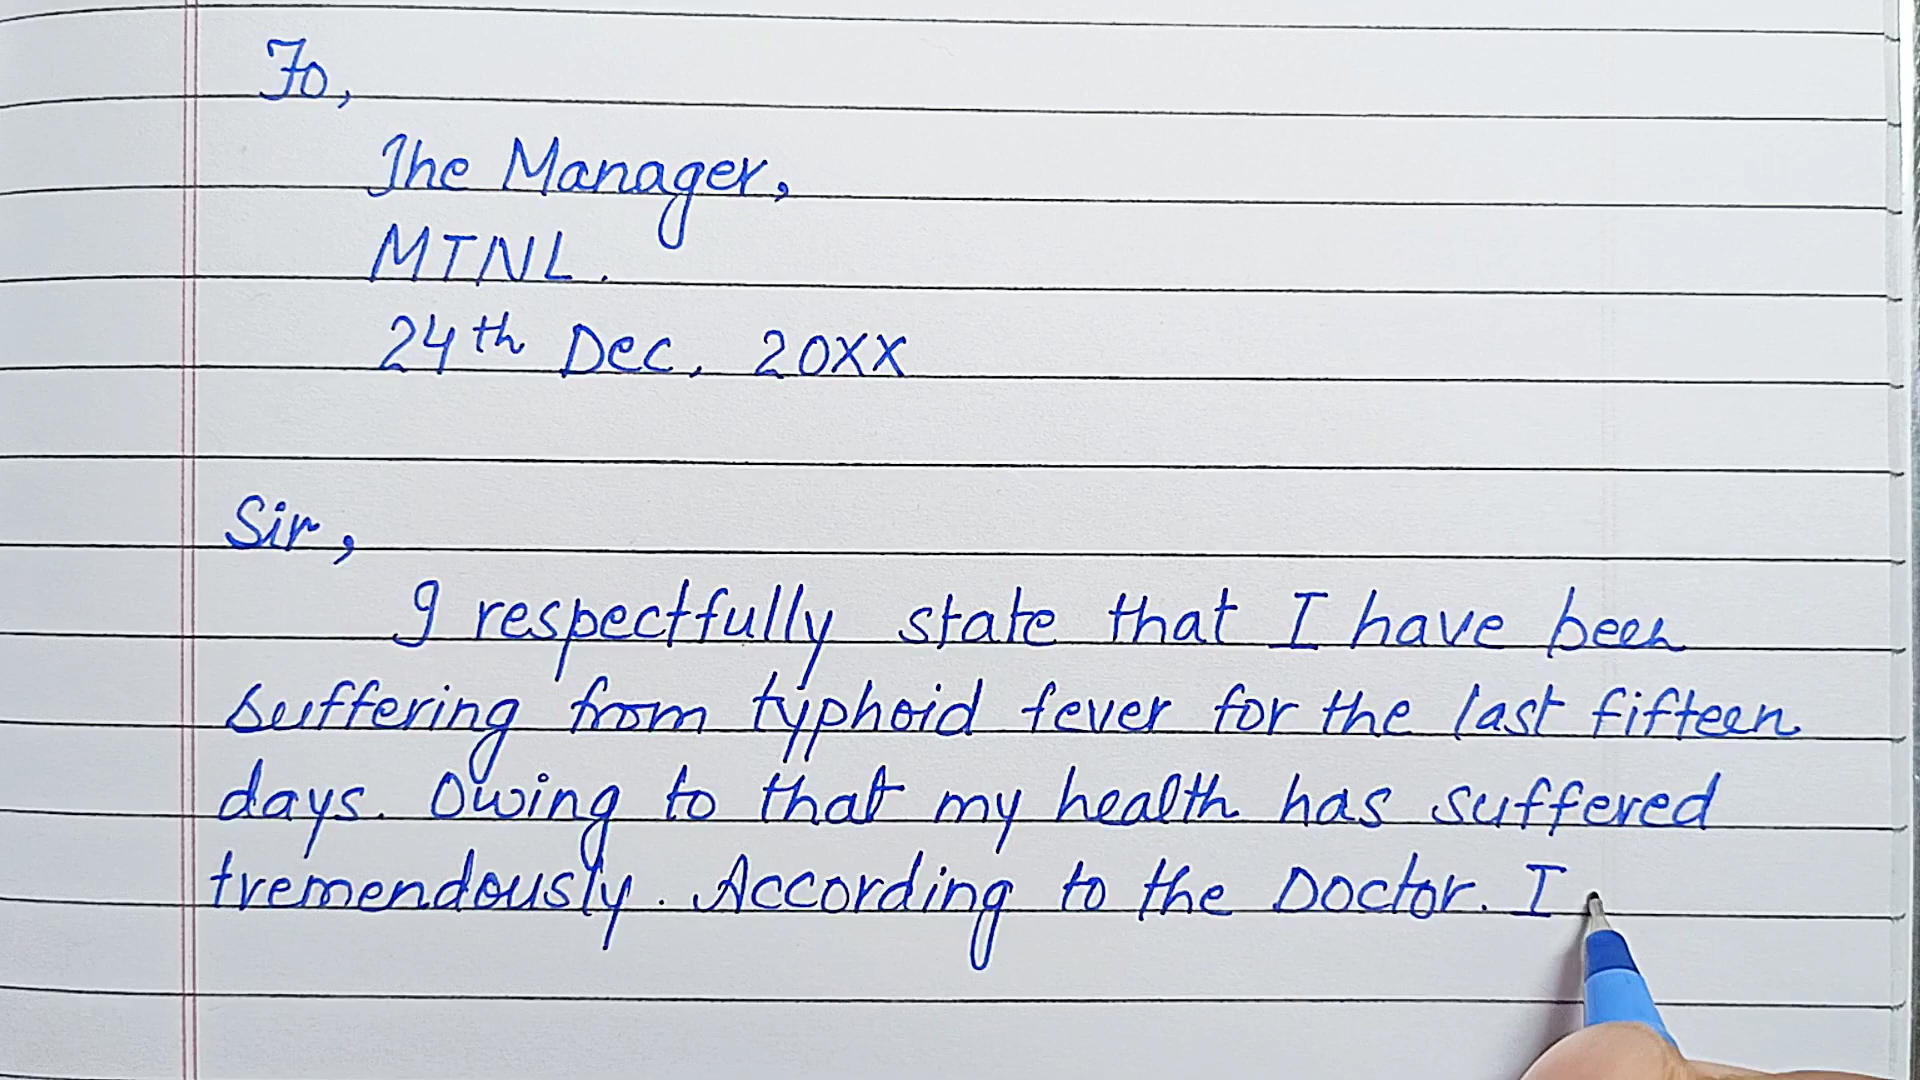 To,
The Manager,
MTNL.
24th Dec. 20XX
Sir,
I respectfully state that I have been
suffering from typhoid fever for the last fifteen
days. Owing to that my health has suffered
tremendously. According to the Doctor. I